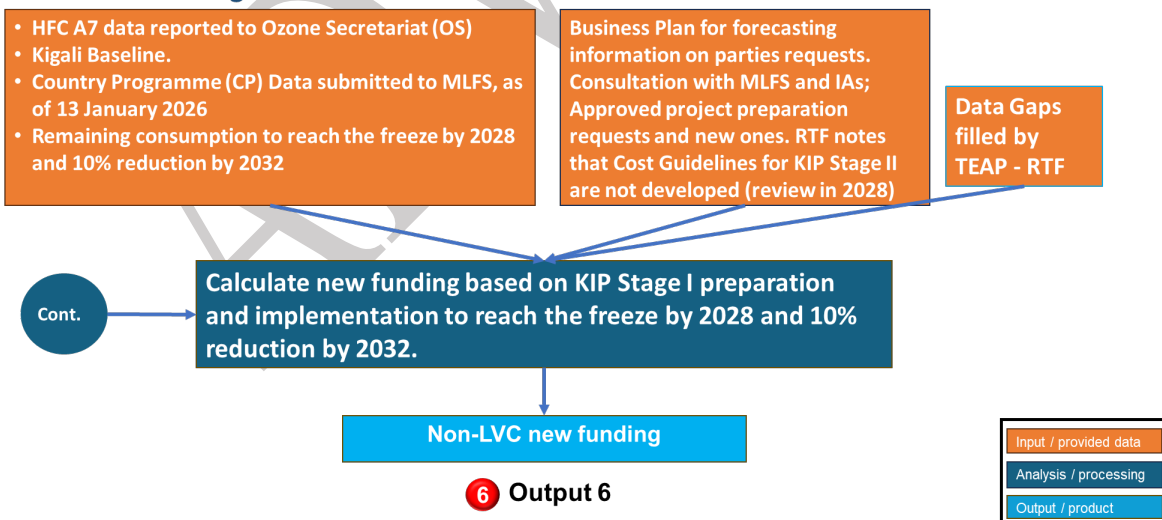 • HFC A7 data reported to Ozone Secretariat (OS)
• Kigali Baseline.
• Country Programme (CP) Data submitted to MLFS, as
of 13 January 2026
• Remaining consumption to reach the freeze by 2028
and 10% reduction by 2032
Business Plan for forecasting
information on parties requests.
Consultation with MLFS and IAs;
Approved project preparation
requests and new ones. RTF notes
that Cost Guidelines for KIP Stage II
are not developed (review in 2028)
Data Gaps
filled by
TEAP - RTF
Cont.
Calculate new funding based on KIP Stage I preparation
and implementation to reach the freeze by 2028 and 10%
reduction by 2032.
Non-LVC new funding
6 Output 6
Input / provided data
Analysis / processing
Output / product